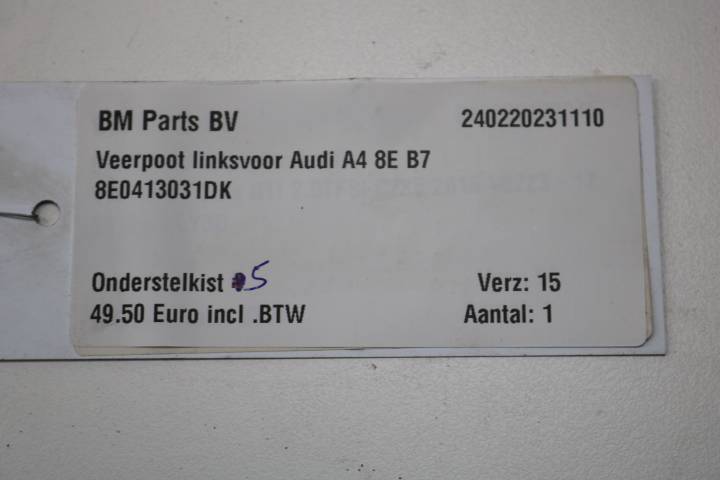 BM Parts BV 240220231110
Veerpoot linksvoor Audi A4 8E B7
8E0413031DK
Onderstelkist 5 Verz: 15
49.50 Euro incl .BTW Aantal: 1